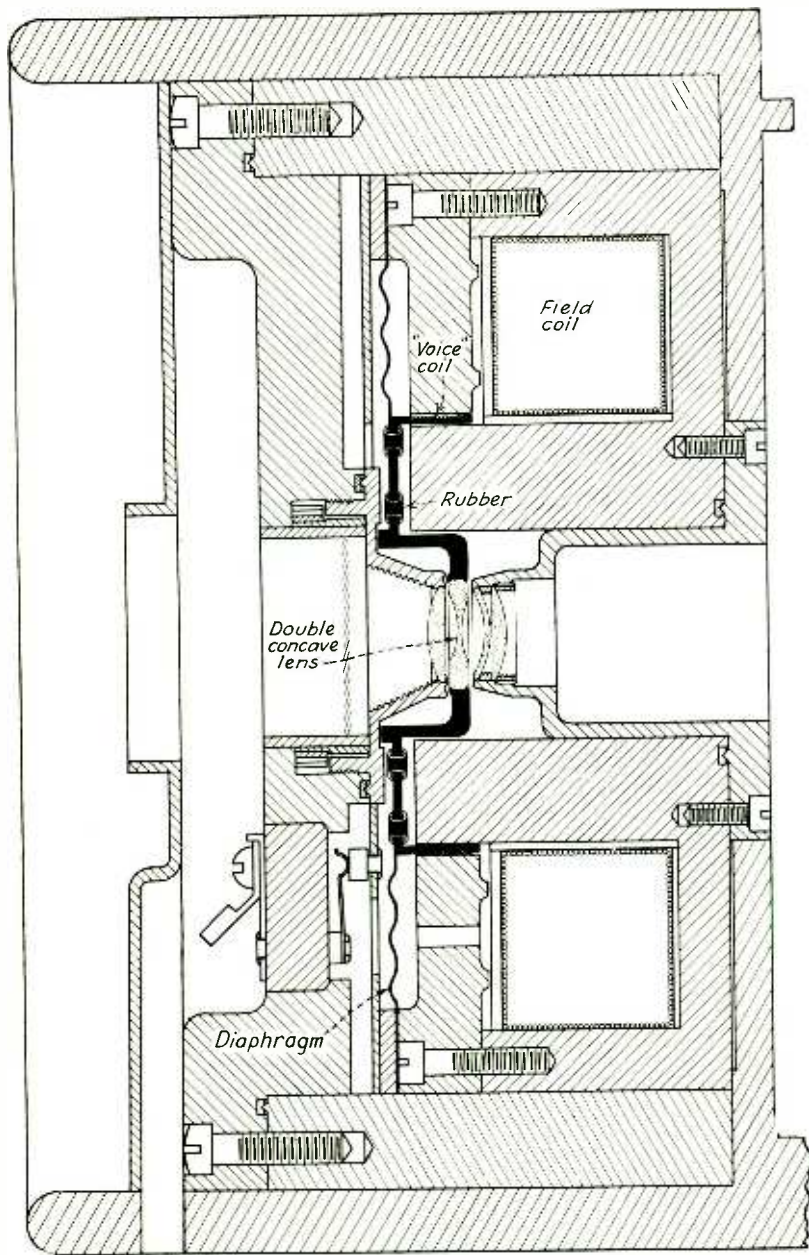 Field
coil
"Voice"
coil
Rubber
Double
concave
lens
Diaphragm